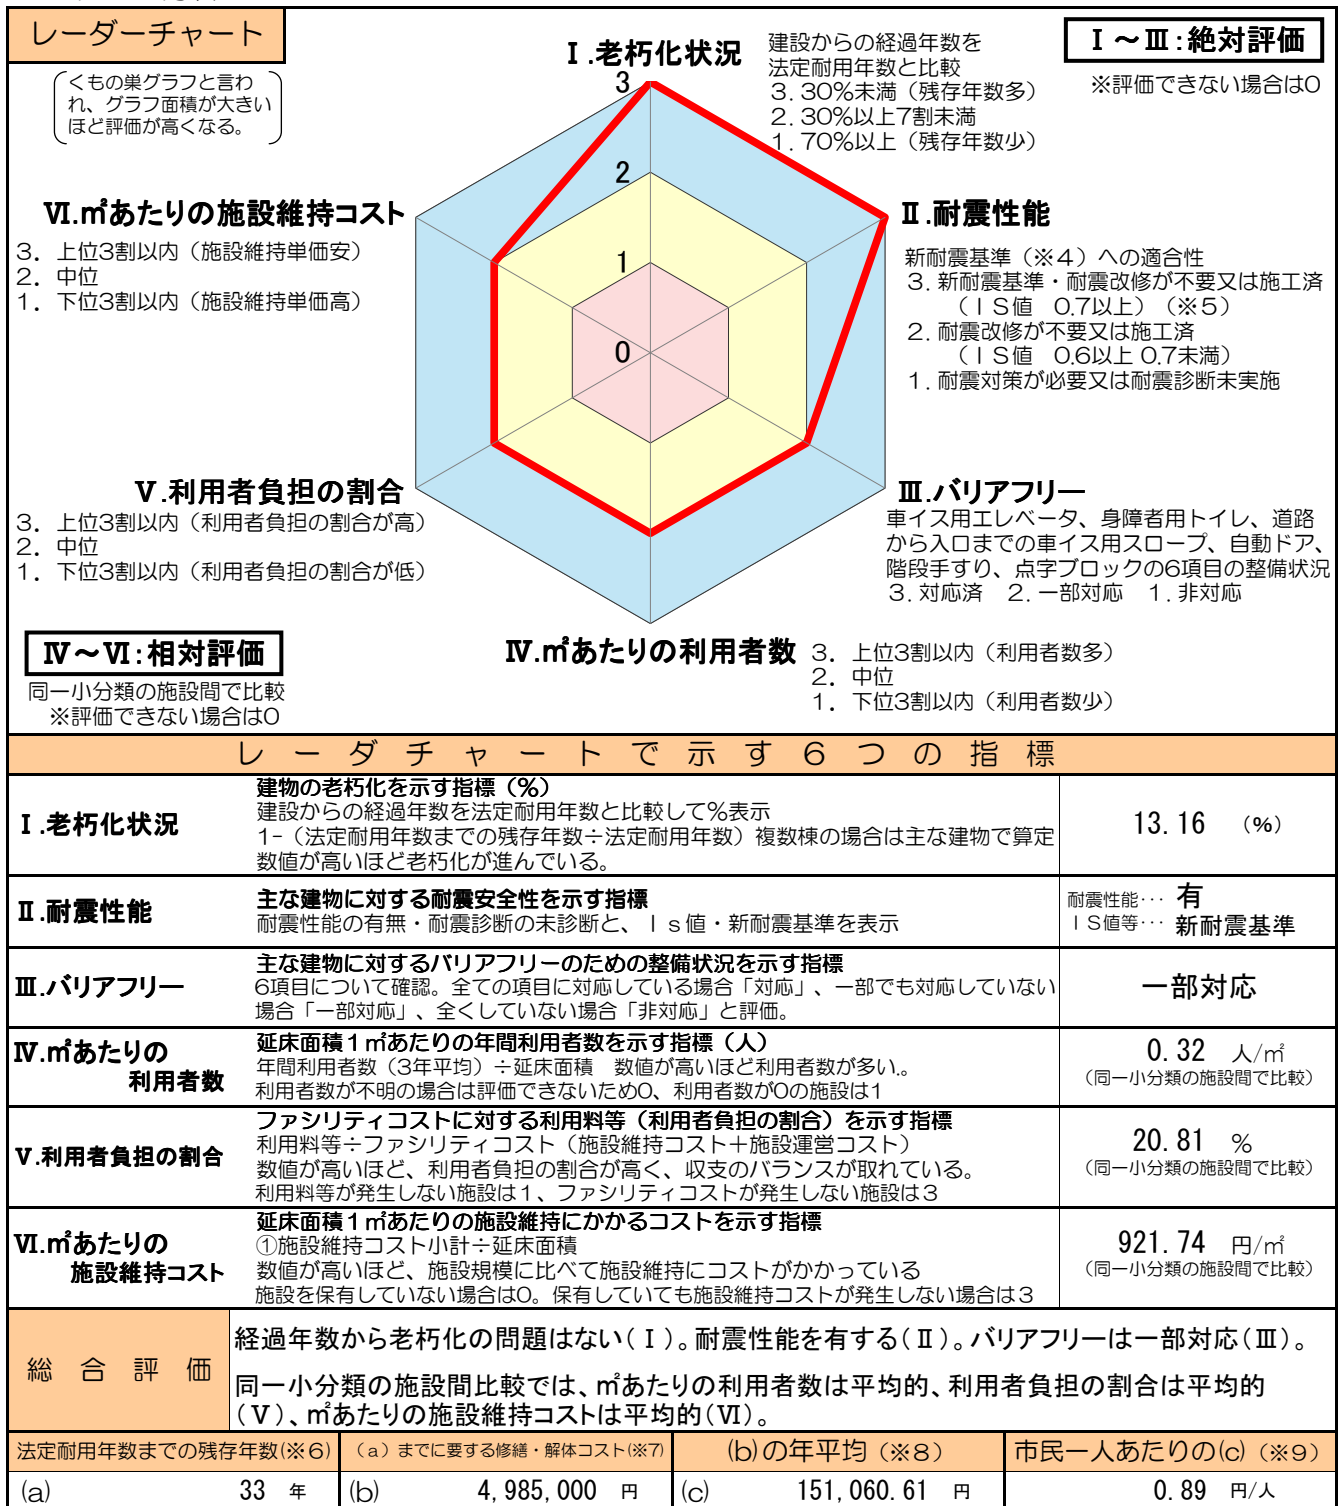 レーダーチャート
くもの巣グラフと言わ
れ、グラフ面積が大きい
ほど評価が高くなる。
Ⅰ.老朽化状況
建設からの経過年数を
法定耐用年数と比較
3. 30%未満（残存年数多）
2. 30%以上7割未満
1. 70%以上（残存年数少）
Ⅰ～Ⅲ:絶対評価
※評価できない場合は0
3
2
1
0
Ⅵ.㎡あたりの施設維持コスト
3. 上位3割以内（施設維持単価安）
2. 中位
1. 下位3割以内（施設維持単価高）
Ⅱ.耐震性能
新耐震基準（※4）への適合性
3. 新耐震基準・耐震改修が不要又は施工済
（ＩＳ値 0.7以上）（※5）
2. 耐震改修が不要又は施工済
（ＩＳ値 0.6以上 0.7未満）
1. 耐震対策が必要又は耐震診断未実施
Ⅴ.利用者負担の割合
3. 上位3割以内（利用者負担の割合が高）
2. 中位
1. 下位3割以内（利用者負担の割合が低）
Ⅲ.バリアフリー
車イス用エレベータ、身障者用トイレ、道路
から入口までの車イス用スロープ、自動ドア、
階段手すり、点字ブロックの6項目の整備状況
3. 対応済 2. 一部対応 1. 非対応
Ⅳ～Ⅵ:相対評価
同一小分類の施設間で比較
※評価できない場合は0
Ⅳ.㎡あたりの利用者数
3. 上位3割以内（利用者数多）
2. 中位
1. 下位3割以内（利用者数少）
レーダチャートで示す6つの指標
Ⅰ.老朽化状況
建物の老朽化を示す指標（%）
建設からの経過年数を法定耐用年数と比較して%表示
1-（法定耐用年数までの残存年数÷法定耐用年数）複数棟の場合は主な建物で算定
数値が高いほど老朽化が進んでいる。
13.16 （%）
Ⅱ.耐震性能
主な建物に対する耐震安全性を示す指標
耐震性能の有無・耐震診断の未診断と、Ｉｓ値・新耐震基準を表示
耐震性能… 有
ＩＳ値等… 新耐震基準
Ⅲ.バリアフリー
主な建物に対するバリアフリーのための整備状況を示す指標
6項目について確認。全ての項目に対応している場合「対応」、一部でも対応していない
場合「一部対応」、全くしていない場合「非対応」と評価。
一部対応
Ⅳ.㎡あたりの
利用者数
延床面積１㎡あたりの年間利用者数を示す指標（人）
年間利用者数（3年平均）÷延床面積 数値が高いほど利用者数が多い。
利用者数が不明の場合は評価できないため0、利用者数が0の施設は1
0.32 人/㎡
（同一小分類の施設間で比較）
Ⅴ.利用者負担の割合
ファシリティコストに対する利用料等（利用者負担の割合）を示す指標
利用料等÷ファシリティコスト（施設維持コスト＋施設運営コスト）
数値が高いほど、利用者負担の割合が高く、収支のバランスが取れている。
利用料等が発生しない施設は１、ファシリティコストが発生しない施設は３
20.81 %
（同一小分類の施設間で比較）
Ⅵ.㎡あたりの
施設維持コスト
延床面積１㎡あたりの施設維持にかかるコストを示す指標
①施設維持コスト小計÷延床面積
数値が高いほど、施設規模に比べて施設維持にコストがかかっている
施設を保有していない場合は0。保有していても施設維持コストが発生しない場合は３
921.74 円/㎡
（同一小分類の施設間で比較）
総合評価
経過年数から老朽化の問題はない(Ⅰ)。耐震性能を有する(Ⅱ)。バリアフリーは一部対応(Ⅲ)。
同一小分類の施設間比較では、㎡あたりの利用者数は平均的、利用者負担の割合は平均的
(Ⅴ)、㎡あたりの施設維持コストは平均的(Ⅵ)。
法定耐用年数までの残存年数(※6)
（a）までに要する修繕・解体コスト(※7)
(b)の年平均（※8）
市民一人あたりの(c)（※9）
(a) 33 年
(b) 4,985,000 円
(c) 151,060.61 円
0.89 円/人